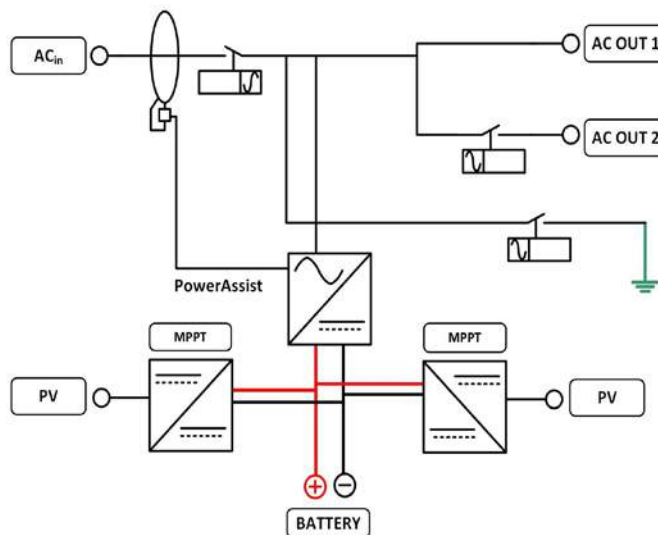 ACin
AC OUT 1
AC OUT 2
PowerAssist
MPPT
MPPT
PV
PV
+
−
BATTERY